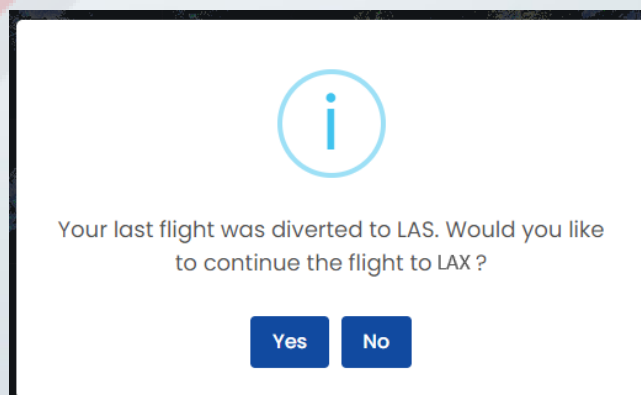 Your last flight was diverted to LAS. Would you like
to continue the flight to LAX ?
Yes No